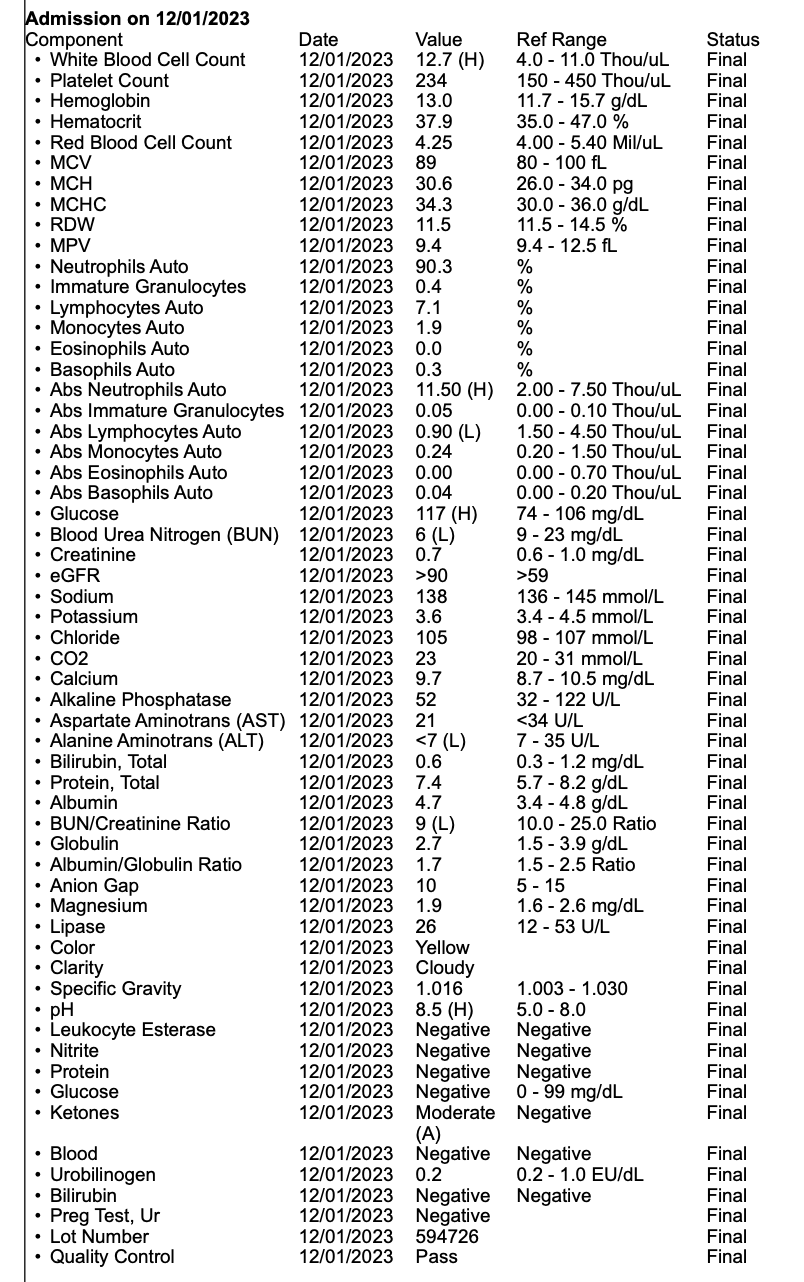 Admission on 12/01/2023
Component Date Value Ref Range Status
• White Blood Cell Count 12/01/2023 12.7 (H) 4.0 - 11.0 Thou/uL Final
• Platelet Count 12/01/2023 234 150 - 450 Thou/uL Final
• Hemoglobin 12/01/2023 13.0 11.7 - 15.7 g/dL Final
• Hematocrit 12/01/2023 37.9 35.0 - 47.0 % Final
• Red Blood Cell Count 12/01/2023 4.25 4.00 - 5.40 Mil/uL Final
• MCV 12/01/2023 89 80 - 100 fL Final
• MCH 12/01/2023 30.6 26.0 - 34.0 pg Final
• MCHC 12/01/2023 34.3 30.0 - 36.0 g/dL Final
• RDW 12/01/2023 11.5 11.5 - 14.5 % Final
• MPV 12/01/2023 9.4 9.4 - 12.5 fL Final
• Neutrophils Auto 12/01/2023 90.3 % Final
• Immature Granulocytes 12/01/2023 0.4 % Final
• Lymphocytes Auto 12/01/2023 7.1 % Final
• Monocytes Auto 12/01/2023 1.9 % Final
• Eosinophils Auto 12/01/2023 0.0 % Final
• Basophils Auto 12/01/2023 0.3 % Final
• Abs Neutrophils Auto 12/01/2023 11.50 (H) 2.00 - 7.50 Thou/uL Final
• Abs Immature Granulocytes 12/01/2023 0.05 0.00 - 0.10 Thou/uL Final
• Abs Lymphocytes Auto 12/01/2023 0.90 (L) 1.50 - 4.50 Thou/uL Final
• Abs Monocytes Auto 12/01/2023 0.24 0.20 - 1.50 Thou/uL Final
• Abs Eosinophils Auto 12/01/2023 0.00 0.00 - 0.70 Thou/uL Final
• Abs Basophils Auto 12/01/2023 0.04 0.00 - 0.20 Thou/uL Final
• Glucose 12/01/2023 117 (H) 74 - 106 mg/dL Final
• Blood Urea Nitrogen (BUN) 12/01/2023 6 (L) 9 - 23 mg/dL Final
• Creatinine 12/01/2023 0.7 0.6 - 1.0 mg/dL Final
• eGFR 12/01/2023 >90 >59 Final
• Sodium 12/01/2023 138 136 - 145 mmol/L Final
• Potassium 12/01/2023 3.6 3.4 - 4.5 mmol/L Final
• Chloride 12/01/2023 105 98 - 107 mmol/L Final
• CO2 12/01/2023 23 20 - 31 mmol/L Final
• Calcium 12/01/2023 9.7 8.7 - 10.5 mg/dL Final
• Alkaline Phosphatase 12/01/2023 52 32 - 122 U/L Final
• Aspartate Aminotrans (AST) 12/01/2023 21 <34 U/L Final
• Alanine Aminotrans (ALT) 12/01/2023 <7 (L) 7 - 35 U/L Final
• Bilirubin, Total 12/01/2023 0.6 0.3 - 1.2 mg/dL Final
• Protein, Total 12/01/2023 7.4 5.7 - 8.2 g/dL Final
• Albumin 12/01/2023 4.7 3.4 - 4.8 g/dL Final
• BUN/Creatinine Ratio 12/01/2023 9 (L) 10.0 - 25.0 Ratio Final
• Globulin 12/01/2023 2.7 1.5 - 3.9 g/dL Final
• Albumin/Globulin Ratio 12/01/2023 1.7 1.5 - 2.5 Ratio Final
• Anion Gap 12/01/2023 10 5 - 15 Final
• Magnesium 12/01/2023 1.9 1.6 - 2.6 mg/dL Final
• Lipase 12/01/2023 26 12 - 53 U/L Final
• Color 12/01/2023 Yellow Final
• Clarity 12/01/2023 Cloudy Final
• Specific Gravity 12/01/2023 1.016 1.003 - 1.030 Final
• pH 12/01/2023 8.5 (H) 5.0 - 8.0 Final
• Leukocyte Esterase 12/01/2023 Negative Negative Final
• Nitrite 12/01/2023 Negative Negative Final
• Protein 12/01/2023 Negative Negative Final
• Glucose 12/01/2023 Negative 0 - 99 mg/dL Final
• Ketones 12/01/2023 Moderate Negative Final
(A)
• Blood 12/01/2023 Negative Negative Final
• Urobilinogen 12/01/2023 0.2 0.2 - 1.0 EU/dL Final
• Bilirubin 12/01/2023 Negative Negative Final
• Preg Test, Ur 12/01/2023 Negative Final
• Lot Number 12/01/2023 594726 Final
• Quality Control 12/01/2023 Pass Final